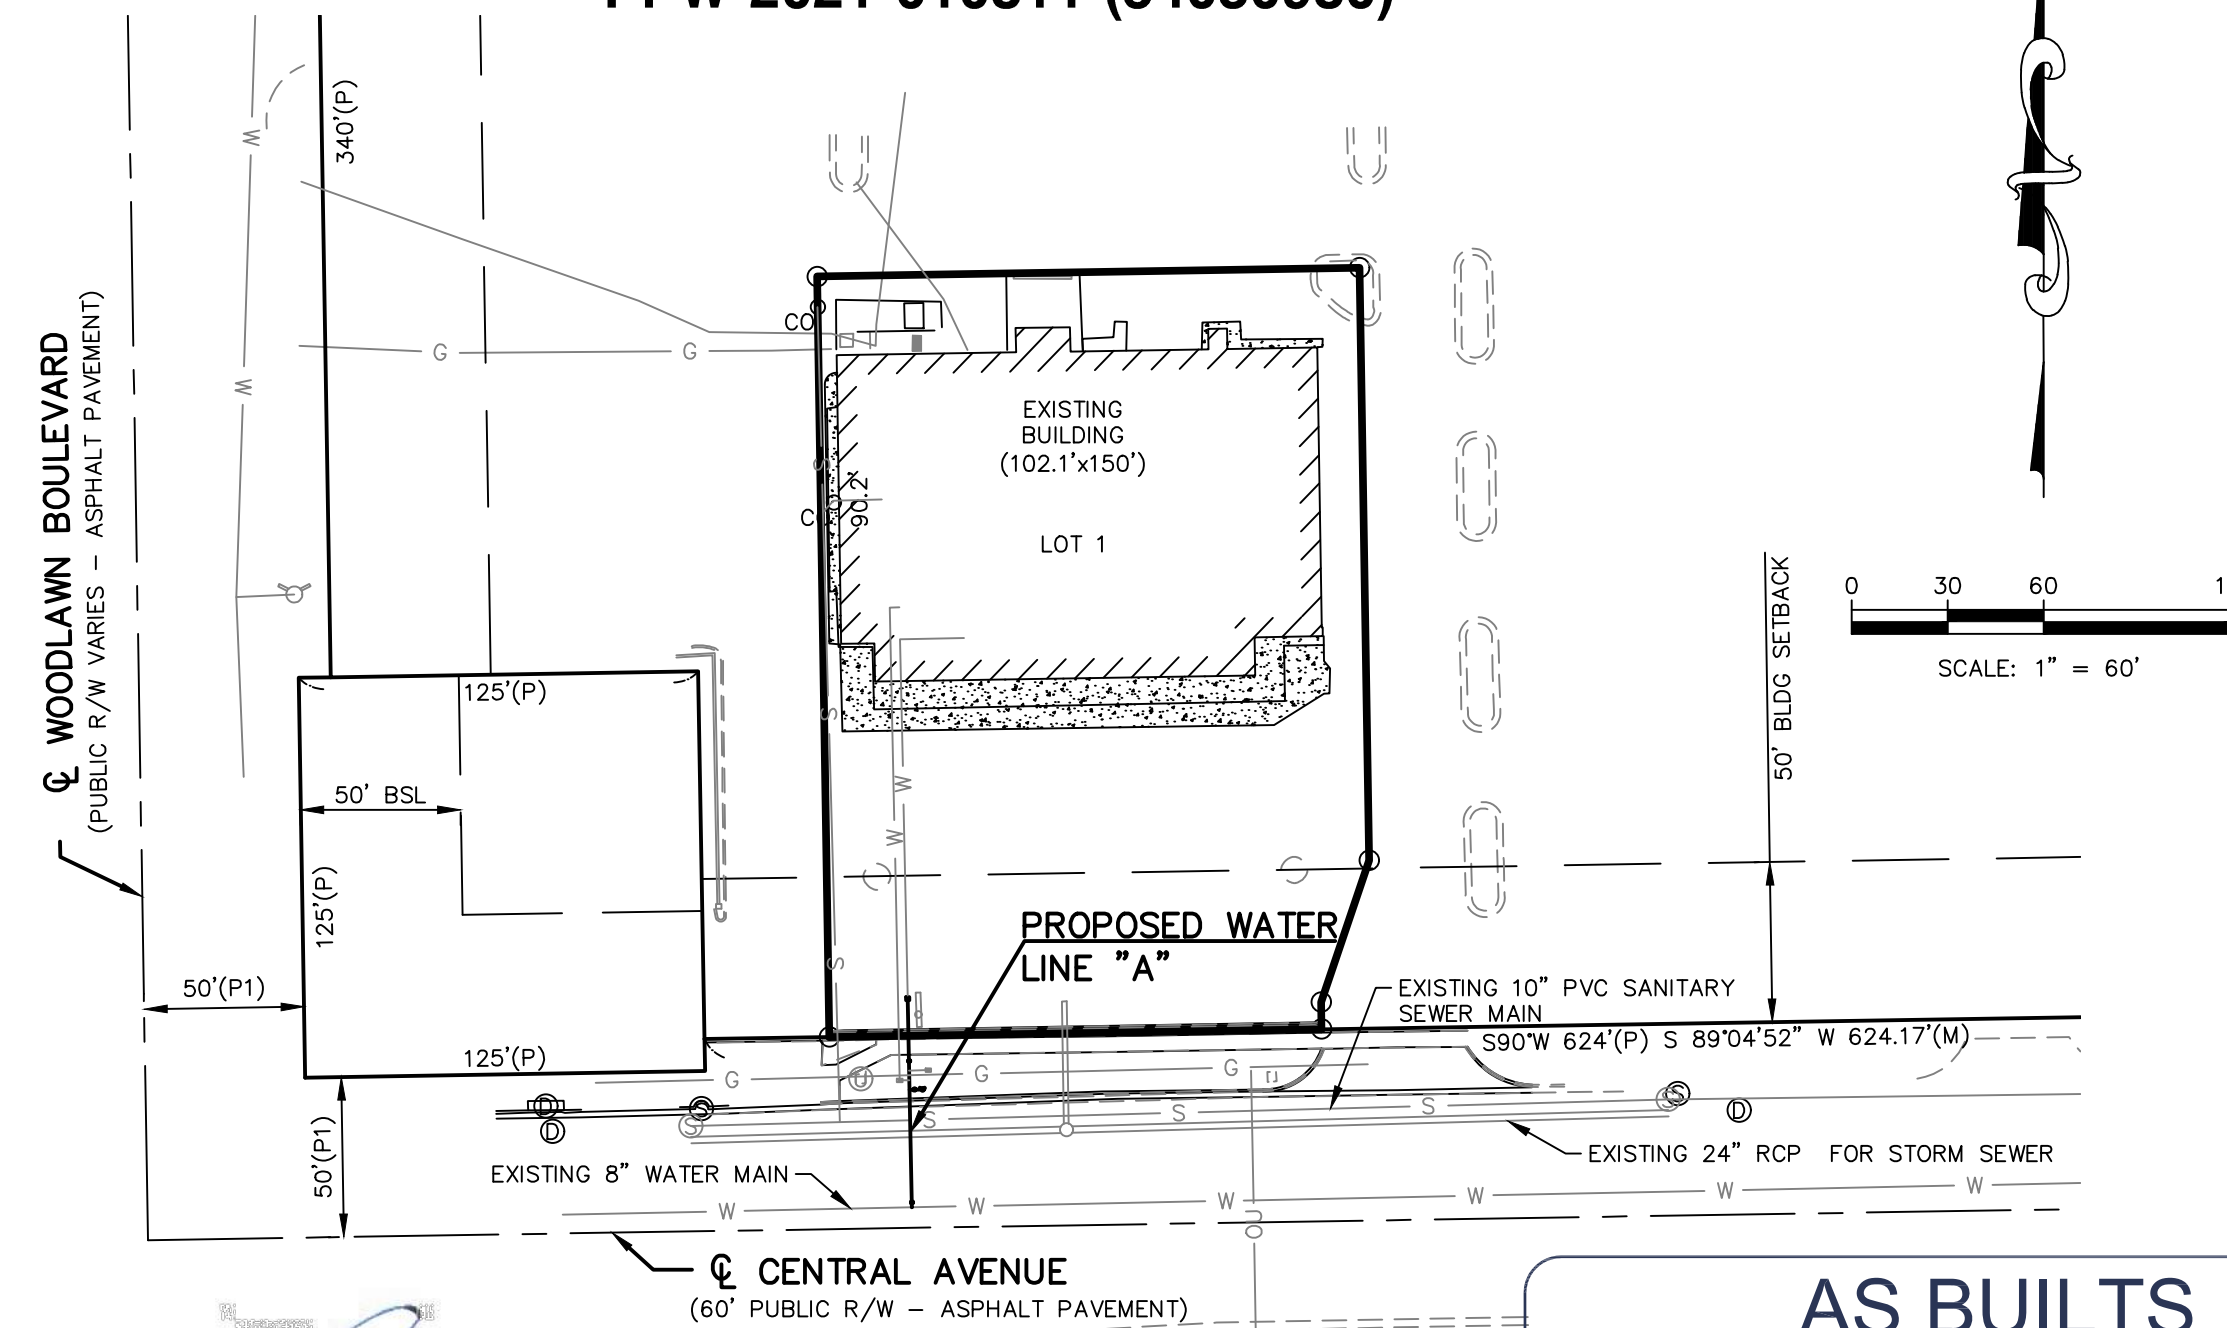 340'(P)
W
W
G
G
CO
S
90.2'
EXISTING
BUILDING
(102.1'x150')
LOT 1
℄ WOODLAWN BOULEVARD
(PUBLIC R/W VARIES – ASPHALT PAVEMENT)
50' BLDG SETBACK
0 30 60
SCALE: 1" = 60'
125'(P)
S
50' BSL
W
W
125'(P)
PROPOSED WATER
LINE "A"
S
50'(P1)
EXISTING 10" PVC SANITARY
SEWER MAIN
S90°W 624'(P) S 89°04'52" W 624.17'(M)
125'(P)
G
U
G
G
D
S
S
S
S
S
S
S
D
D
50'(P1)
EXISTING 24" RCP FOR STORM SEWER
EXISTING 8" WATER MAIN
W
W
W
W
W
W
OU
℄ CENTRAL AVENUE
(60' PUBLIC R/W – ASPHALT PAVEMENT)
AS BUILTS